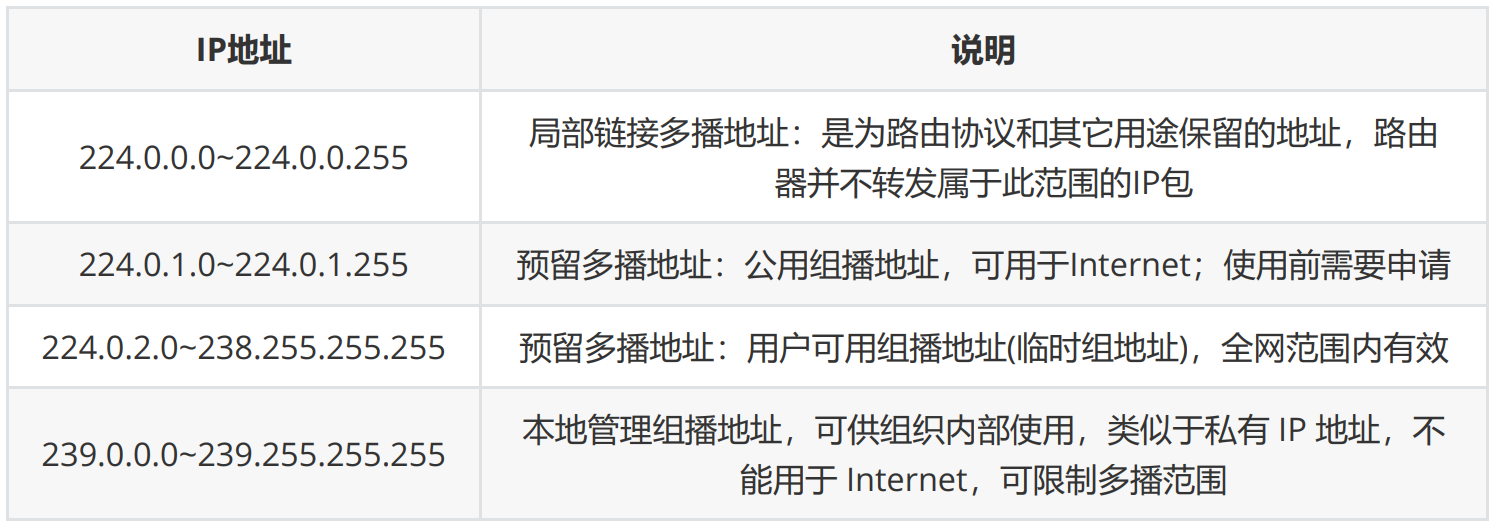 IP地址
说明
224.0.0.0~224.0.0.255
局部链接多播地址：是为路由协议和其它用途保留的地址，路由
器并不转发属于此范围的IP包
224.0.1.0~224.0.1.255
预留多播地址：公用组播地址，可用于Internet；使用前需要申请
224.0.2.0~238.255.255.255
预留多播地址：用户可用组播地址(临时组地址)，全网范围内有效
239.0.0.0~239.255.255.255
本地管理组播地址，可供组织内部使用，类似于私有 IP 地址，不
能用于 Internet，可限制多播范围